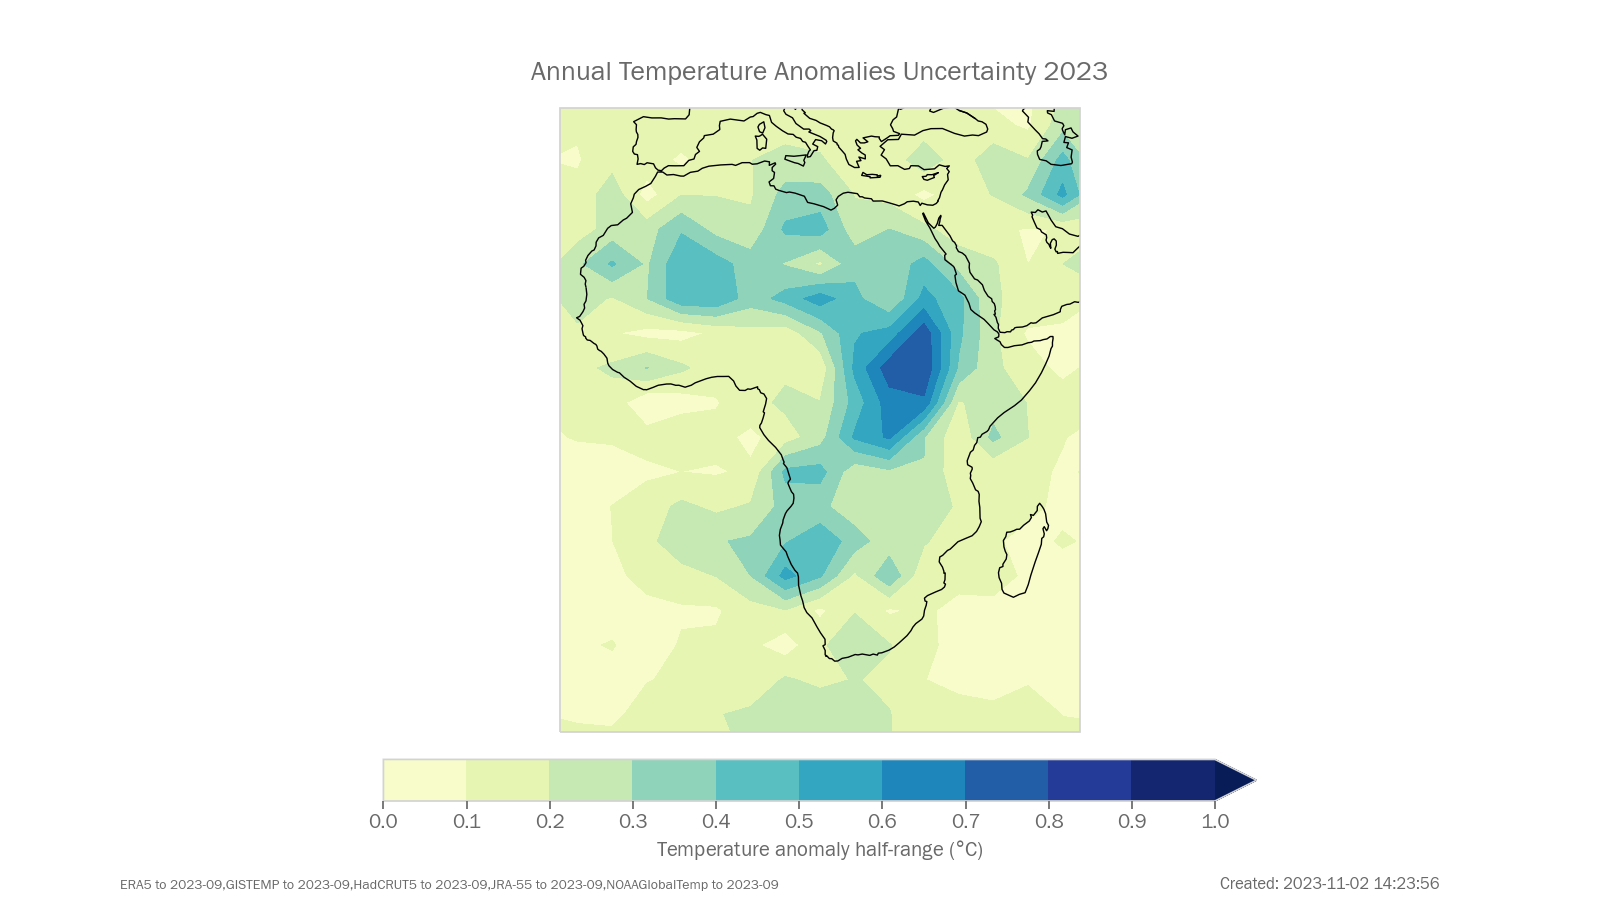 Annual Temperature Anomalies Uncertainty 2023
0.0 0.1 0.2 0.3 0.4 0.5 0.6 0.7 0.8 0.9 1.0
Temperature anomaly half-range (°C)
ERA5 to 2023-09,GISTEMP to 2023-09,HadCRUT5 to 2023-09,JRA-55 to 2023-09,NOAAGlobalTemp to 2023-09
Created: 2023-11-02 14:23:56